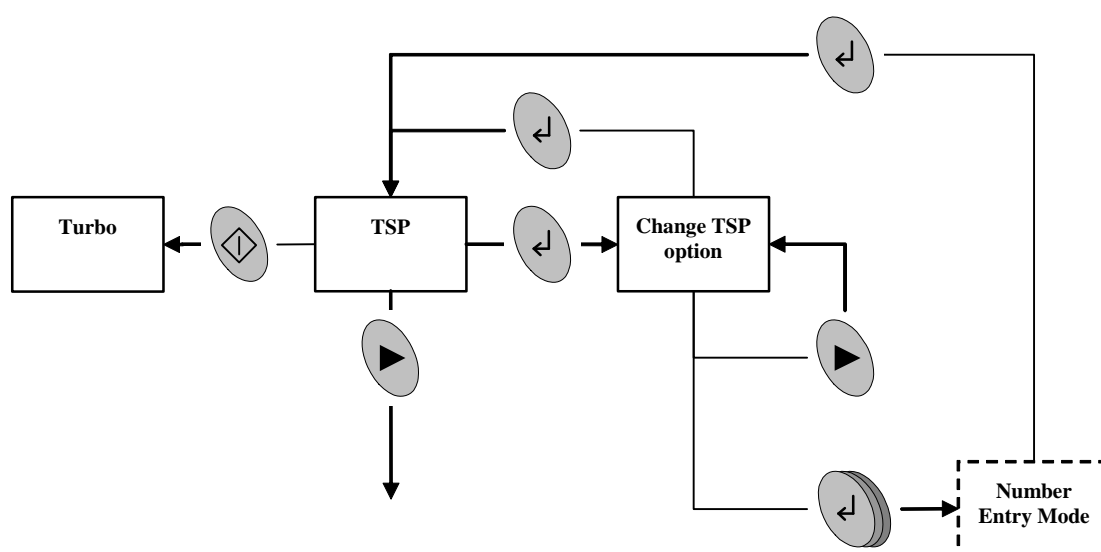 Turbo
TSP
Change TSP
option
Number
Entry Mode